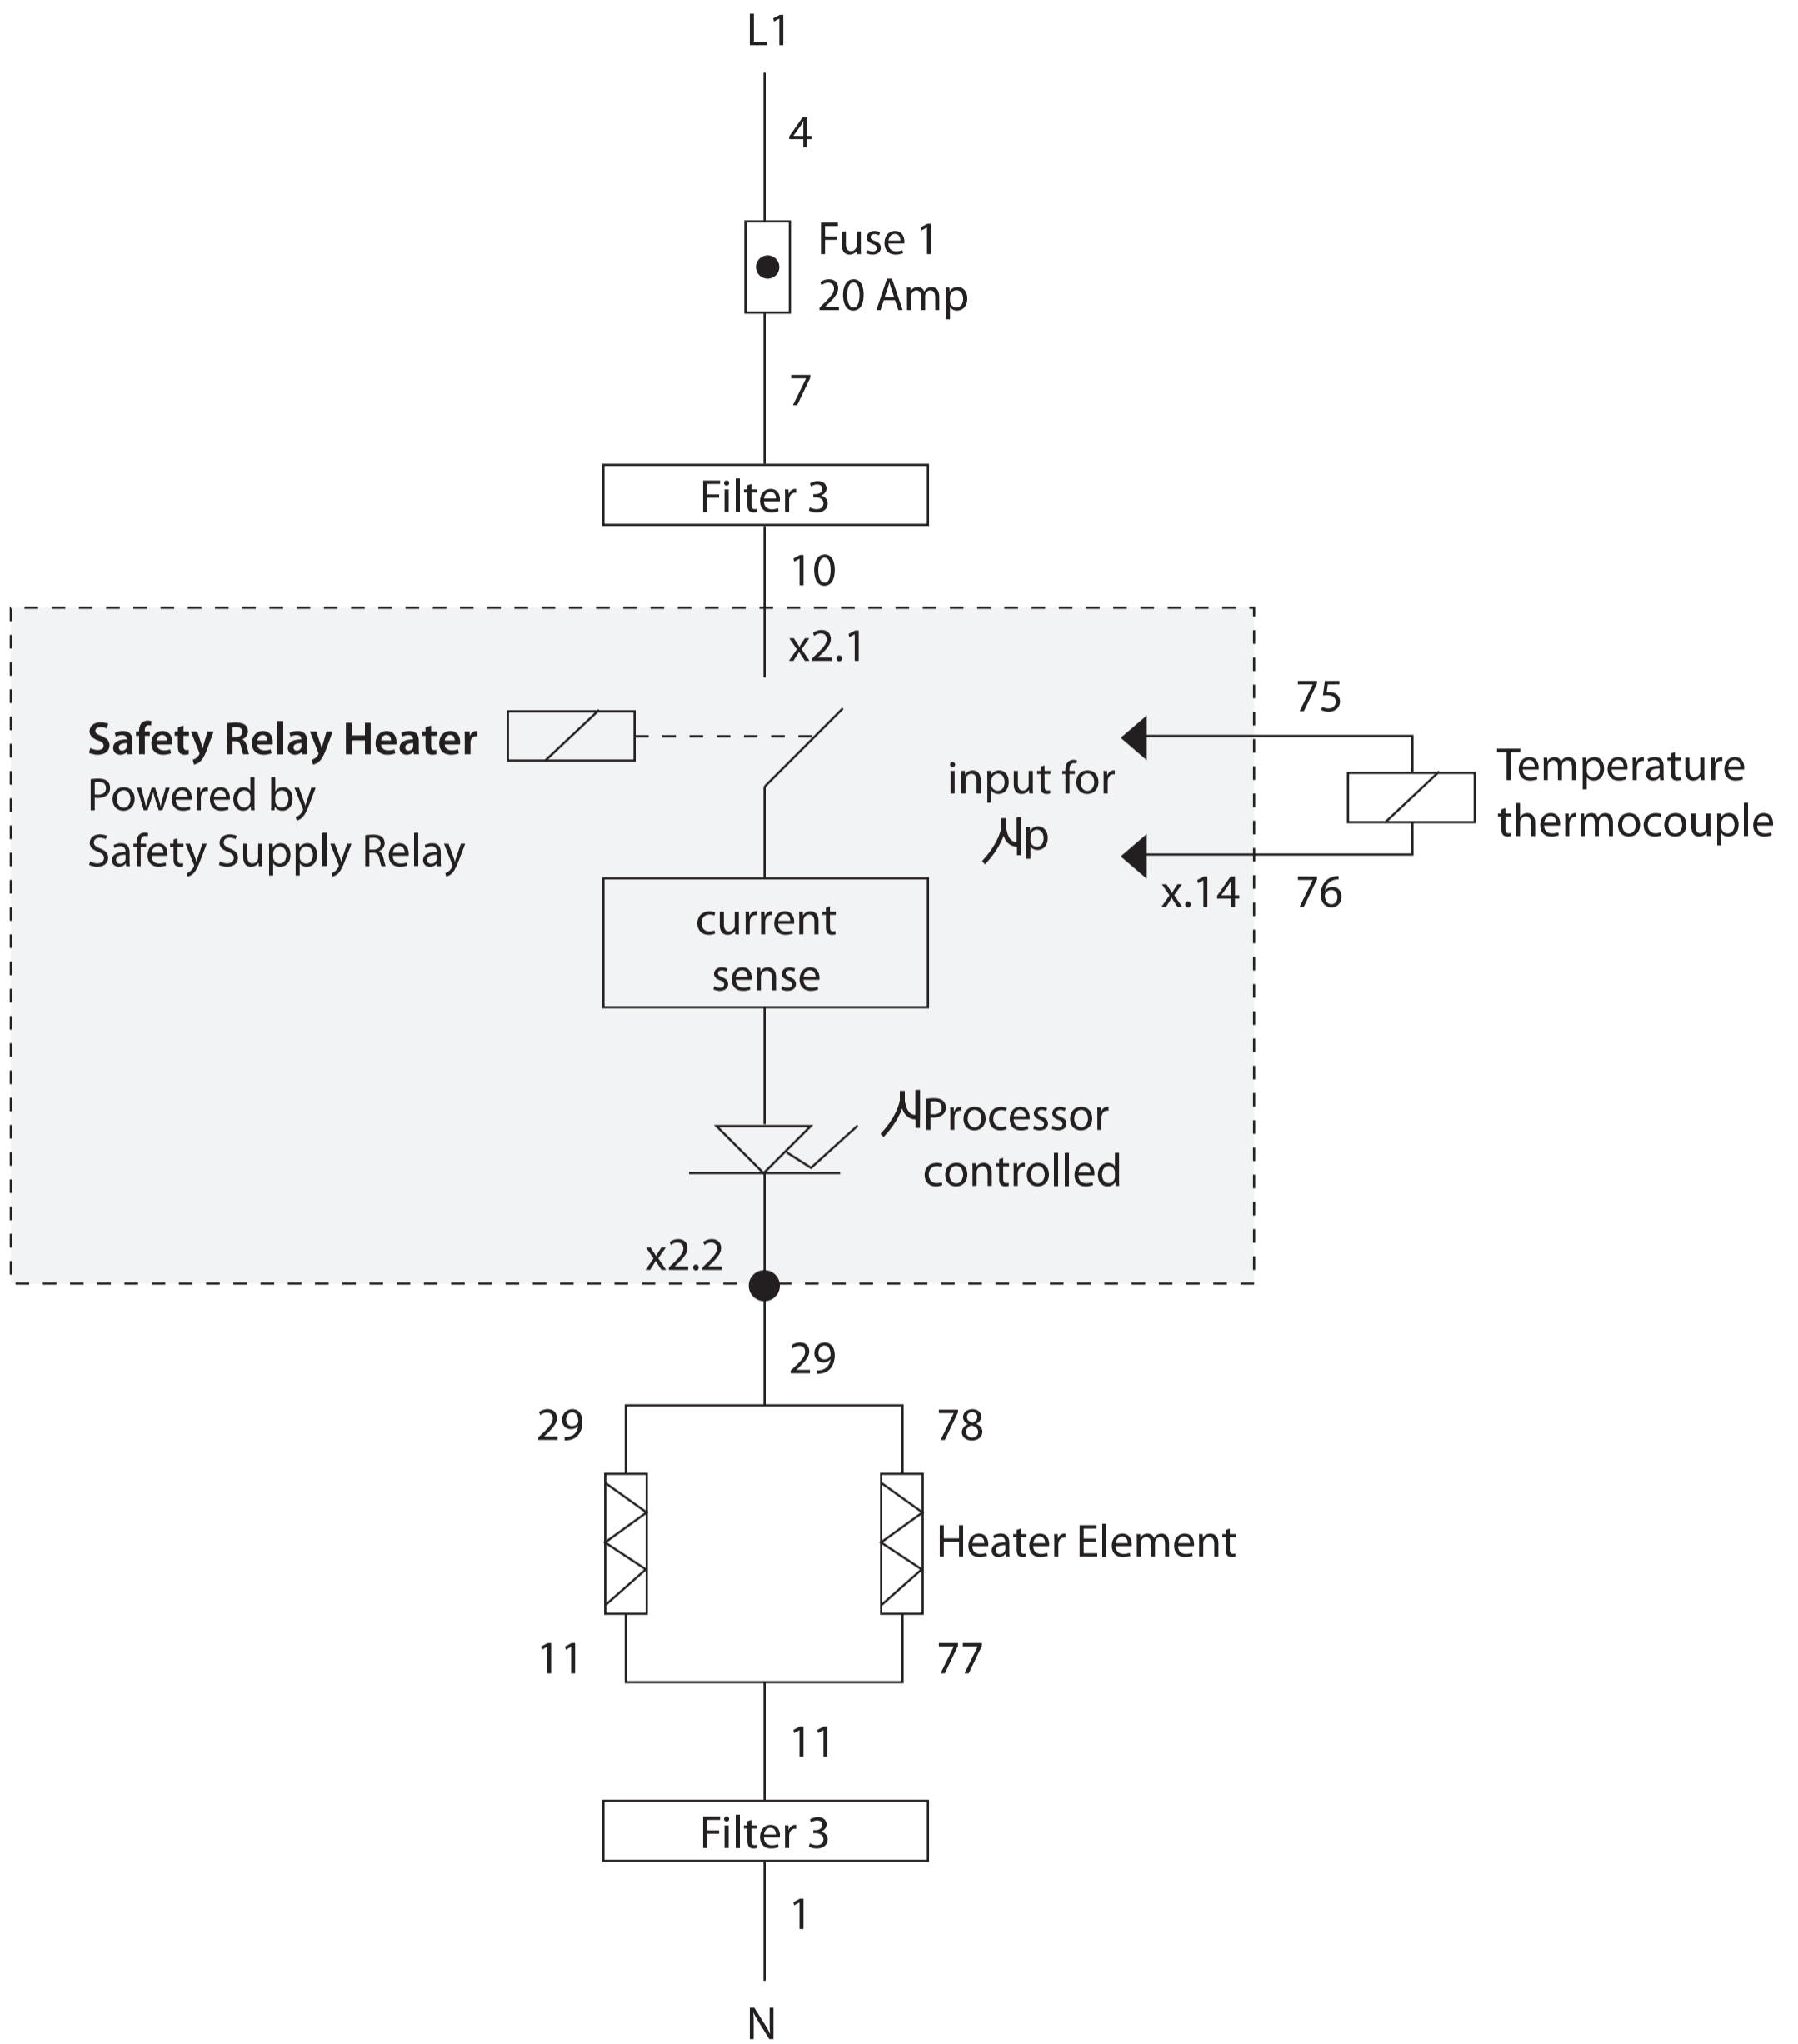 L1
4
Fuse 1
20 Amp
7
Filter 3
10
x2.1
Safety Relay Heater
Powered by
Safety Supply Relay
input for
μp
75
Temperature
thermocouple
x.14
76
current
sense
μProcessor
controlled
x2.2
29
29
78
Heater Element
11
77
11
Filter 3
1
N